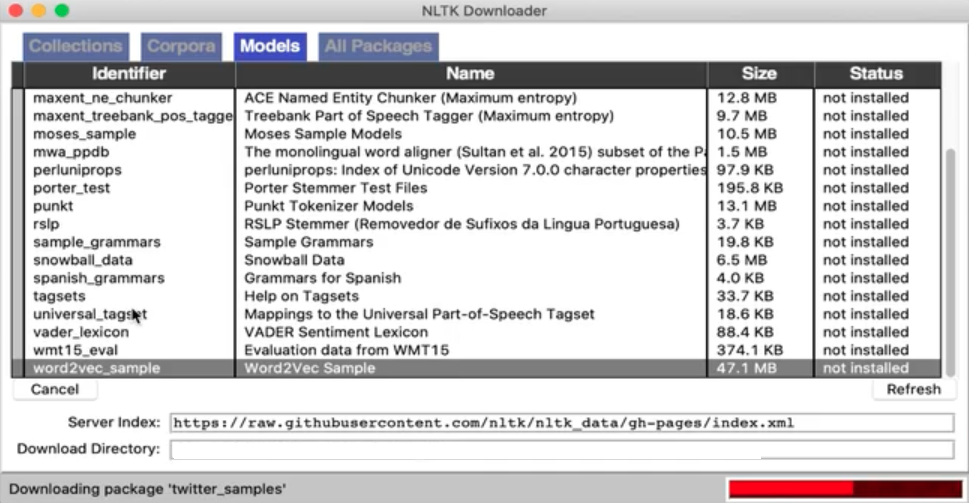 NLTK Downloader
Collections Corpora Models All Packages
Identifier Name Size Status
maxent_ne_chunker ACE Named Entity Chunker (Maximum entropy) 12.8 MB not installed
maxent_treebank_pos_tagge Treebank Part of Speech Tagger (Maximum entropy) 9.7 MB not installed
moses_sample Moses Sample Models 10.5 MB not installed
mwa_ppdb The monolingual word aligner (Sultan et al. 2015) subset of the Pa 1.5 MB not installed
perluniprops perluniprops: Index of Unicode Version 7.0.0 character properties 97.9 KB not installed
porter_test Porter Stemmer Test Files 195.8 KB not installed
punkt Punkt Tokenizer Models 13.1 MB not installed
rslp RSLP Stemmer (Removedor de Sufixos da Lingua Portuguesa) 3.7 KB not installed
sample_grammars Sample Grammars 19.8 KB not installed
snowball_data Snowball Data 6.5 MB not installed
spanish_grammars Grammars for Spanish 4.0 KB not installed
tagsets Help on Tagsets 33.7 KB not installed
universal_tagset Mappings to the Universal Part-of-Speech Tagset 18.6 KB not installed
vader_lexicon VADER Sentiment Lexicon 88.4 KB not installed
wmt15_eval Evaluation data from WMT15 374.1 KB not installed
word2vec_sample Word2Vec Sample 47.1 MB not installed
Cancel Refresh
Server Index: https://raw.githubusercontent.com/nltk/nltk_data/gh-pages/index.xml
Download Directory:
Downloading package 'twitter_samples'